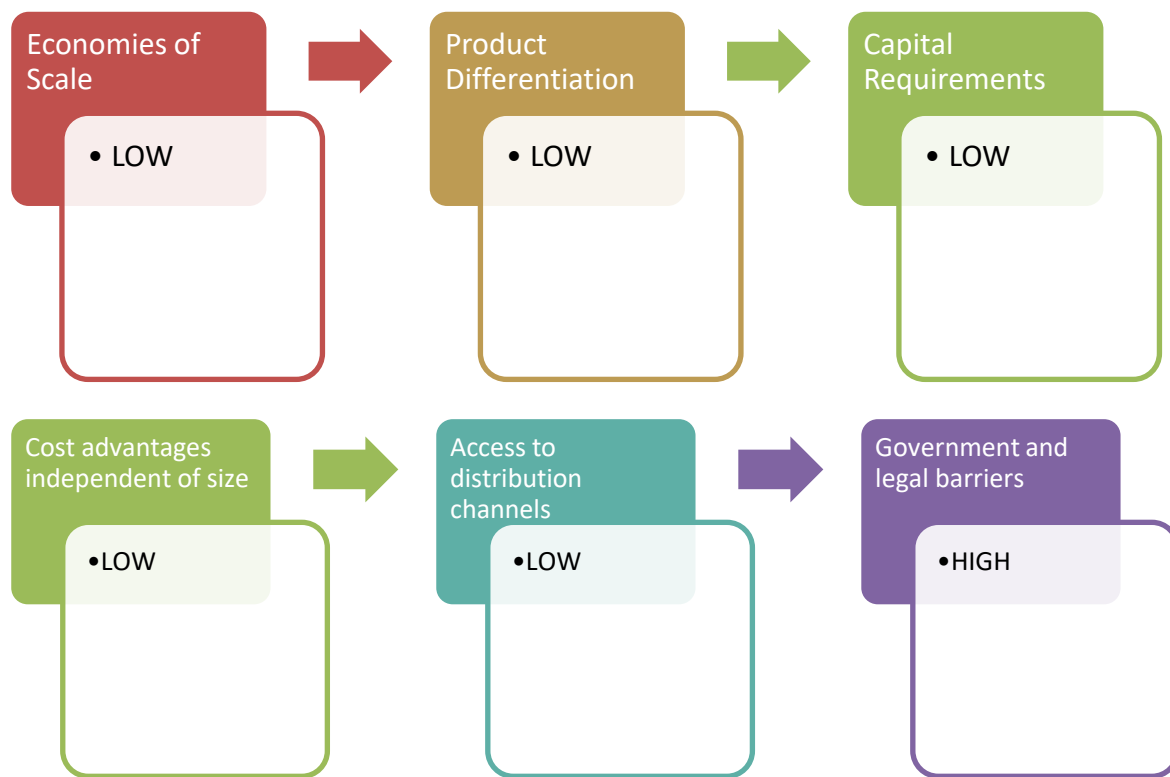 Economies of
Scale
• LOW
Product
Differentiation
• LOW
Capital
Requirements
• LOW
Cost advantages
independent of size
•LOW
Access to
distribution
channels
•LOW
Government and
legal barriers
•HIGH